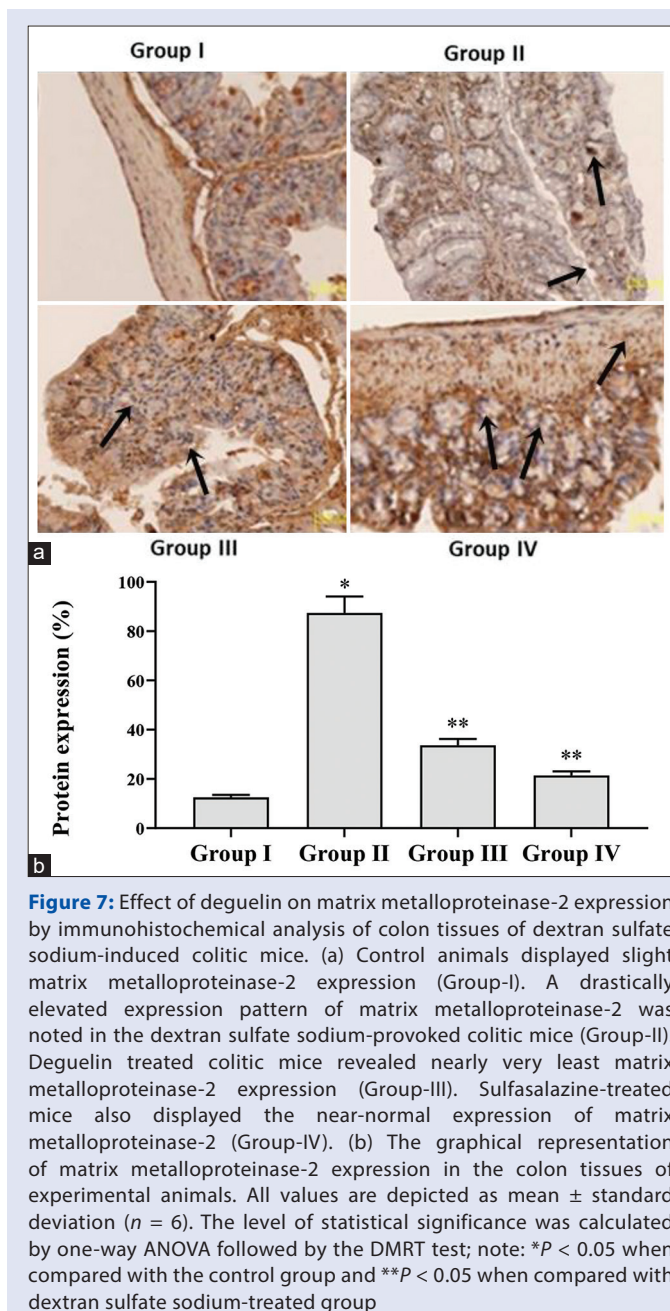 Group I
Group II
Group III
Group IV
a
100
80
60
40
20
0
Protein expression (%)
*
**
**
Group I
Group II
Group III
Group IV
b
Figure 7: Effect of deguelin on matrix metalloproteinase-2 expression
by immunohistochemical analysis of colon tissues of dextran sulfate
sodium-induced colitic mice. (a) Control animals displayed slight
matrix metalloproteinase-2 expression (Group-I). A drastically
elevated expression pattern of matrix metalloproteinase-2 was
noted in the dextran sulfate sodium-provoked colitic mice (Group-II)
Deguelin treated colitic mice revealed nearly very least matrix
metalloproteinase-2 expression (Group-III). Sulfasalazine-treated
mice also displayed the near-normal expression of matrix
metalloproteinase-2 (Group-IV). (b) The graphical representation
of matrix metalloproteinase-2 expression in the colon tissues of
experimental animals. All values are depicted as mean ± standard
deviation (n = 6). The level of statistical significance was calculated
by one-way ANOVA followed by the DMRT test; note: *P < 0.05 when
compared with the control group and **P < 0.05 when compared with
dextran sulfate sodium-treated group